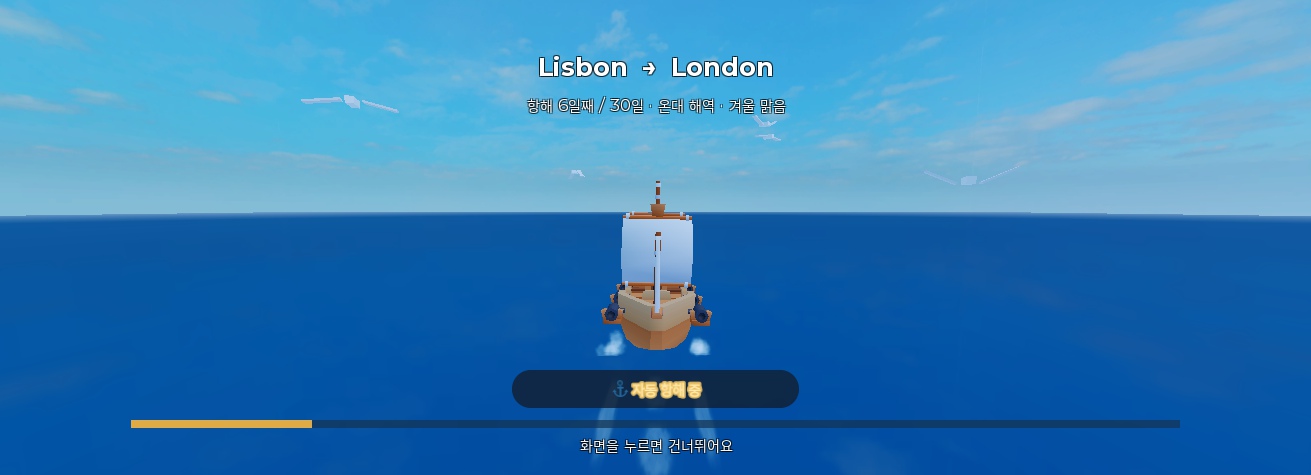 Lisbon → London
항해 6일째 / 30일 · 온대 해역 · 겨울 맑음
⚓ 자동 항해 중
화면을 누르면 건너뛰어요